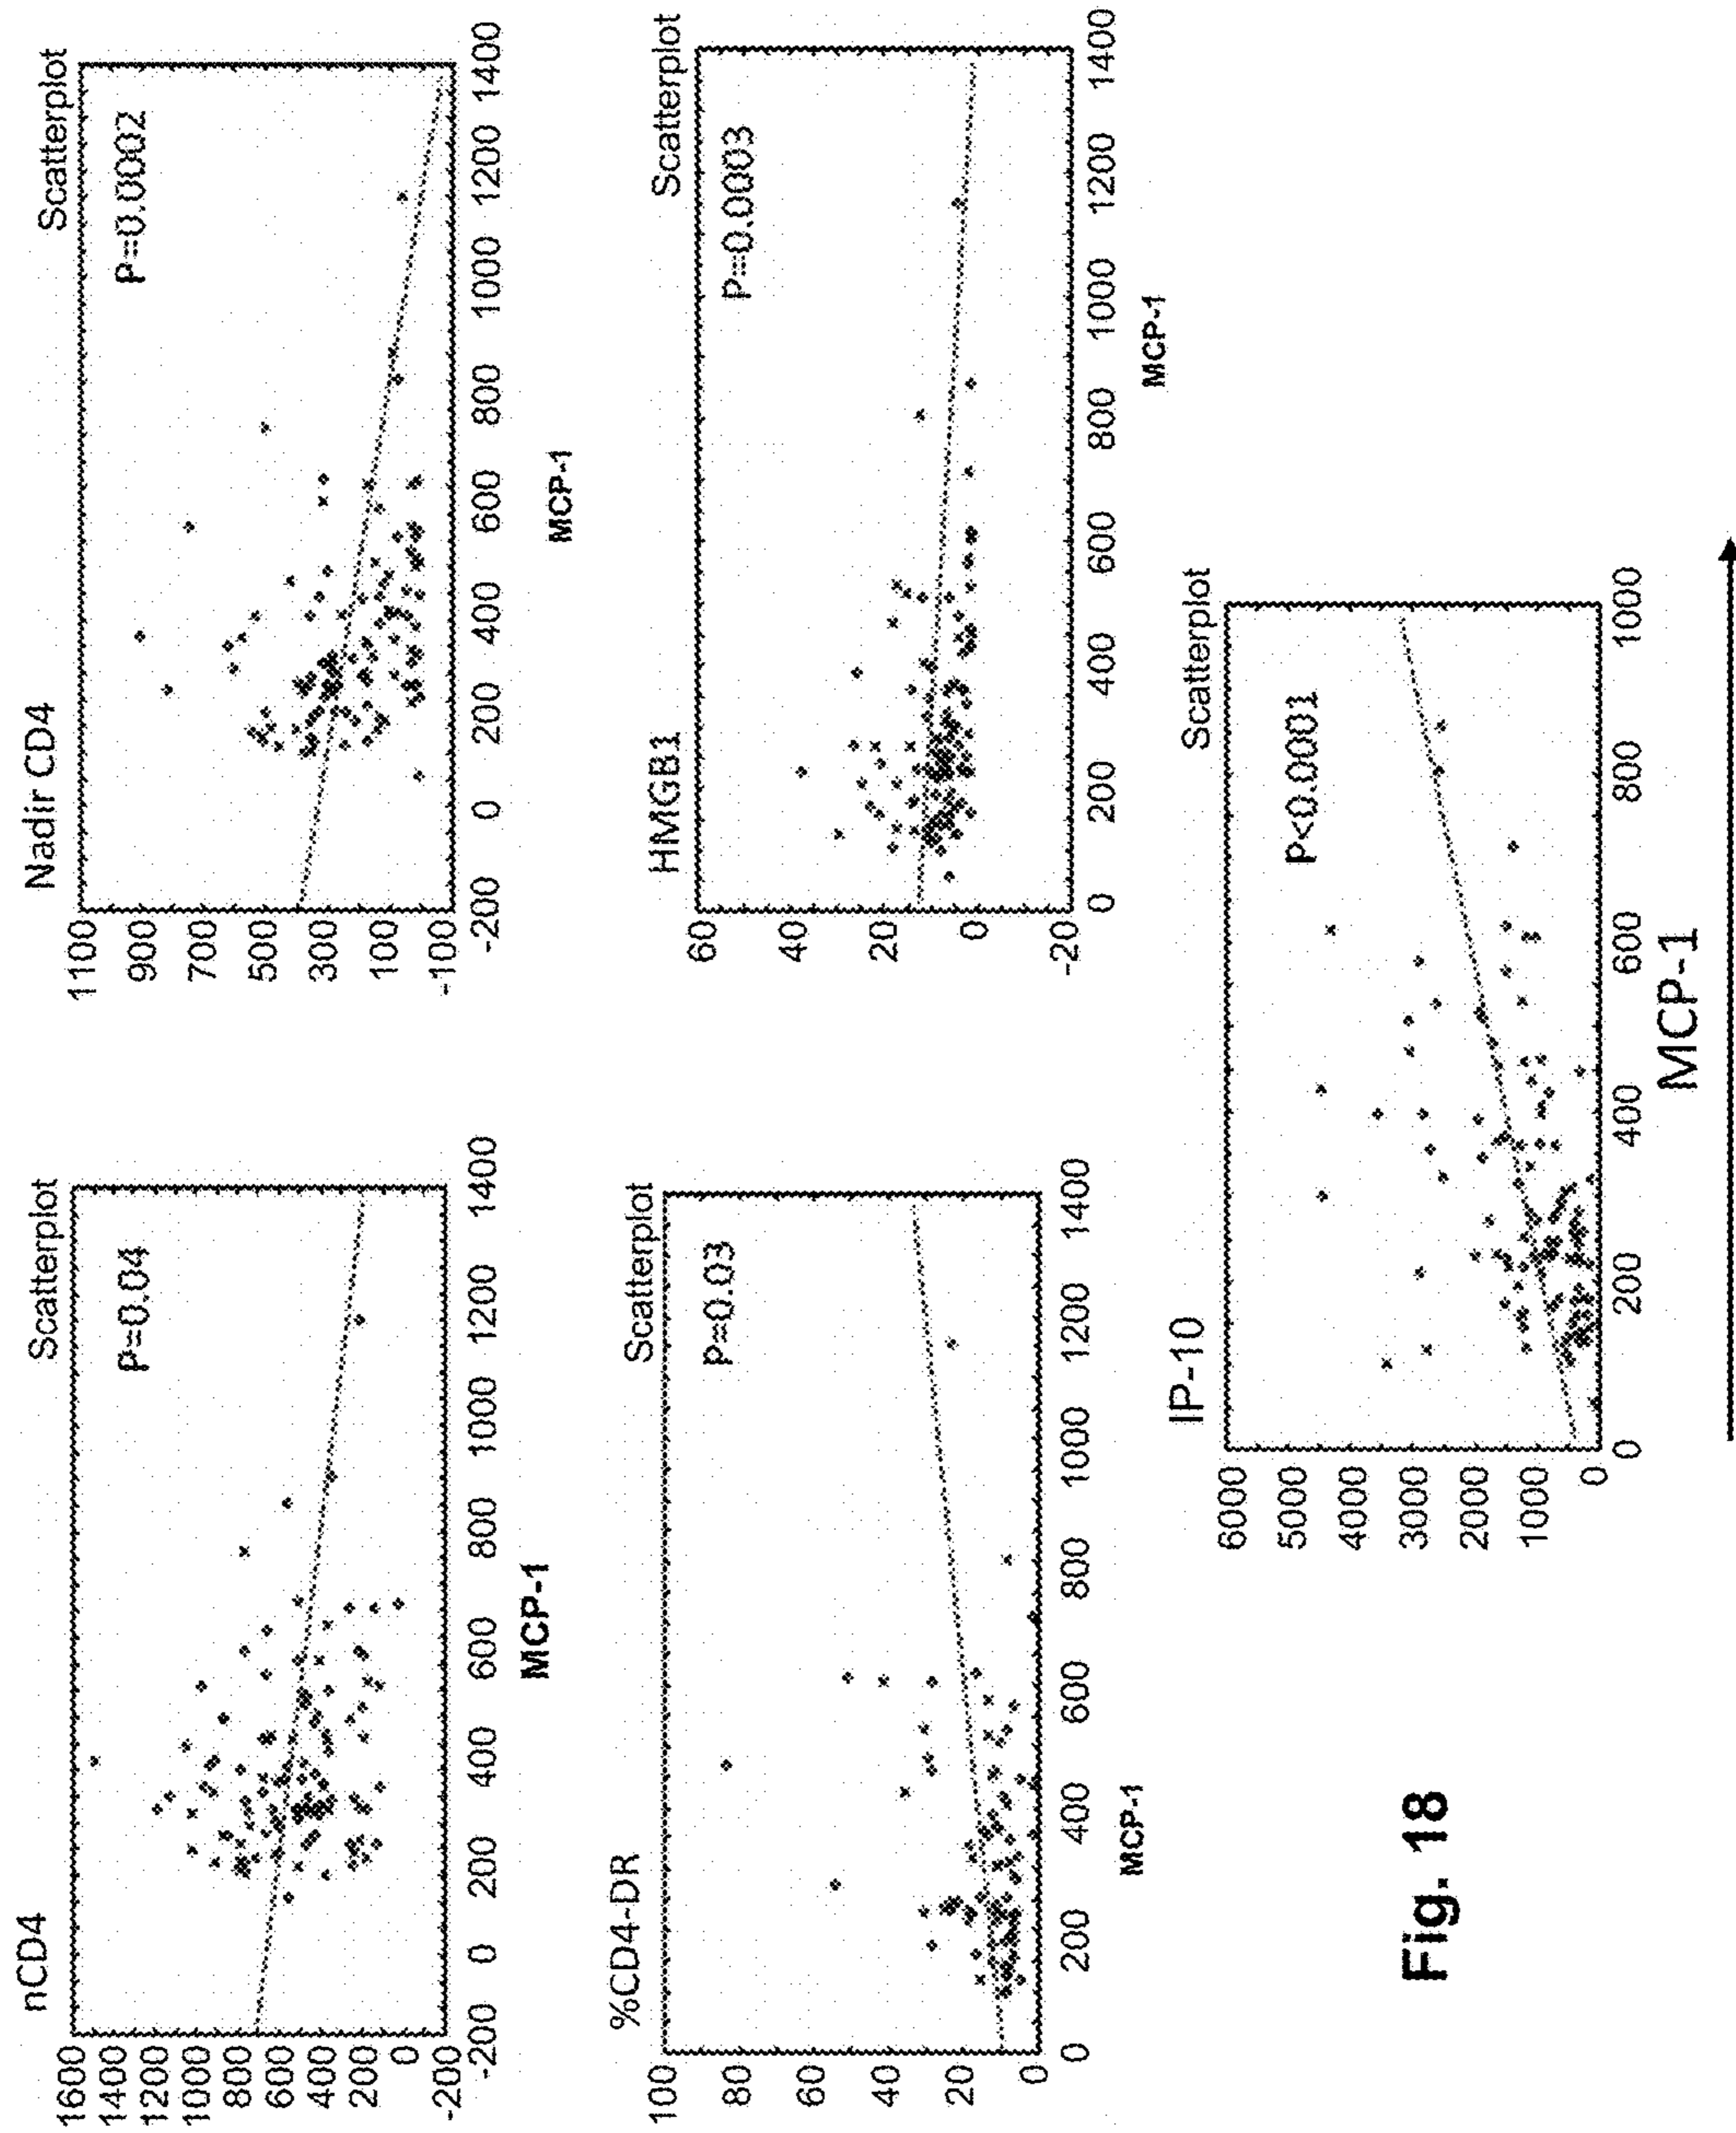 nCD4
Scatterplot
P=0.04
1600
1400
1200
1000
800
600
400
200
0
-200
-200 0 200 400 600 800 1000 1200 1400
MCP-1
Nadir CD4
Scatterplot
P=0.0002
1100
900
700
500
300
100
-100
-200 0 200 400 600 800 1000 1200 1400
MCP-1
%CD4-DR
Scatterplot
P=0.03
100
80
60
40
20
0
0 200 400 600 800 1000 1200 1400
MCP-1
HMGB1
Scatterplot
P=0.0003
60
40
20
0
-20
0 200 400 600 800 1000 1200 1400
MCP-1
IP-10
Scatterplot
P<0.0001
6000
5000
4000
3000
2000
1000
0
0 200 400 600 800 1000
MCP-1
Fig. 18